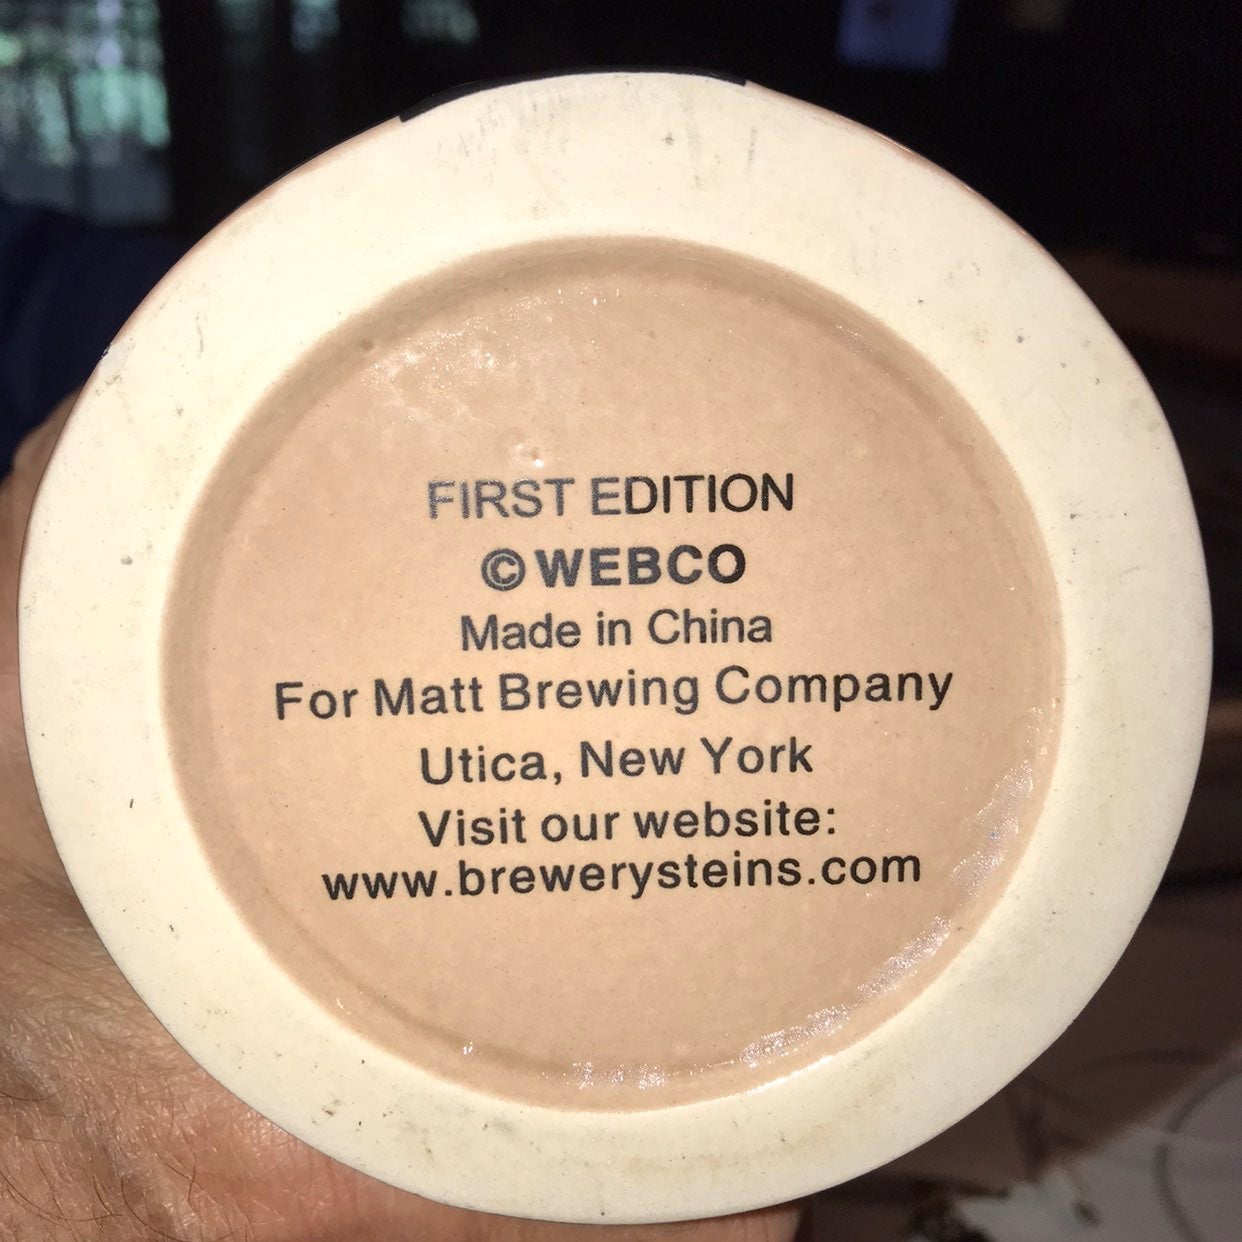 FIRST EDITION
© WEBCO
Made in China
For Matt Brewing Company
Utica, New York
Visit our website:
www.brewerysteins.com